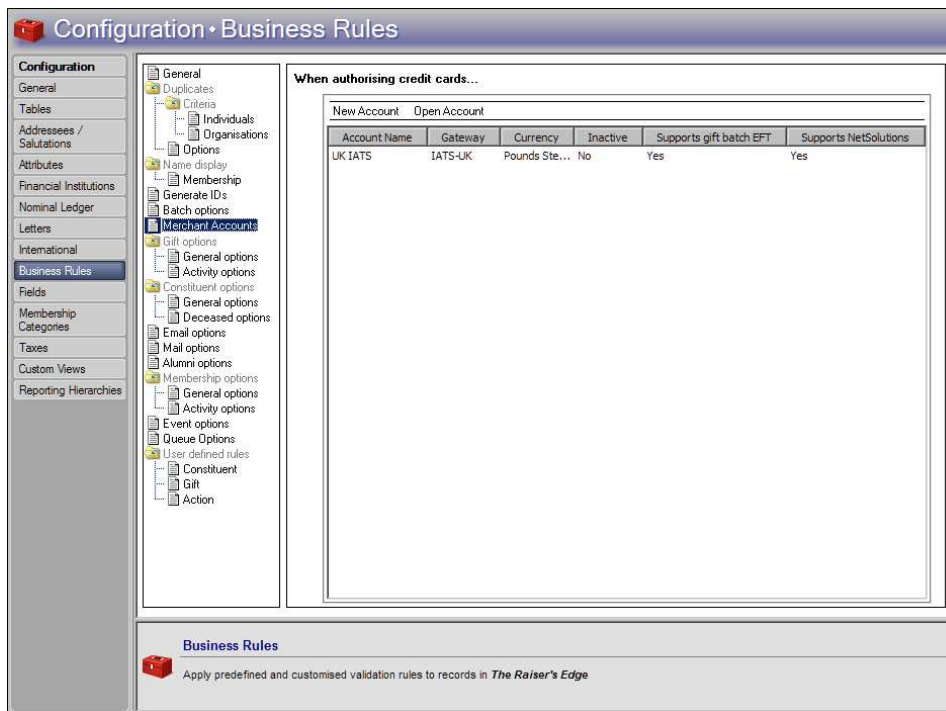 Configuration · Business Rules
Configuration
General
Tables
Addressees /
Salutations
Attributes
Financial Institutions
Nominal Ledger
Letters
International
Business Rules
Fields
Membership
Categories
Taxes
Custom Views
Reporting Hierarchies
General
Duplicates
Criteria
Individuals
Organisations
Options
Name display
Membership
Generate IDs
Batch options
Merchant Accounts
Gift options
General options
Activity options
Constituent options
General options
Deceased options
Email options
Mail options
Alumni options
Membership options
General options
Activity options
Event options
Queue Options
User defined rules
Constituent
Gift
Action
When authorising credit cards...
New Account Open Account
Account Name Gateway Currency Inactive Supports gift batch EFT Supports NetSolutions
UK IATS IATS-UK Pounds Ste... No Yes Yes
Business Rules
Apply predefined and customised validation rules to records in The Raiser's Edge